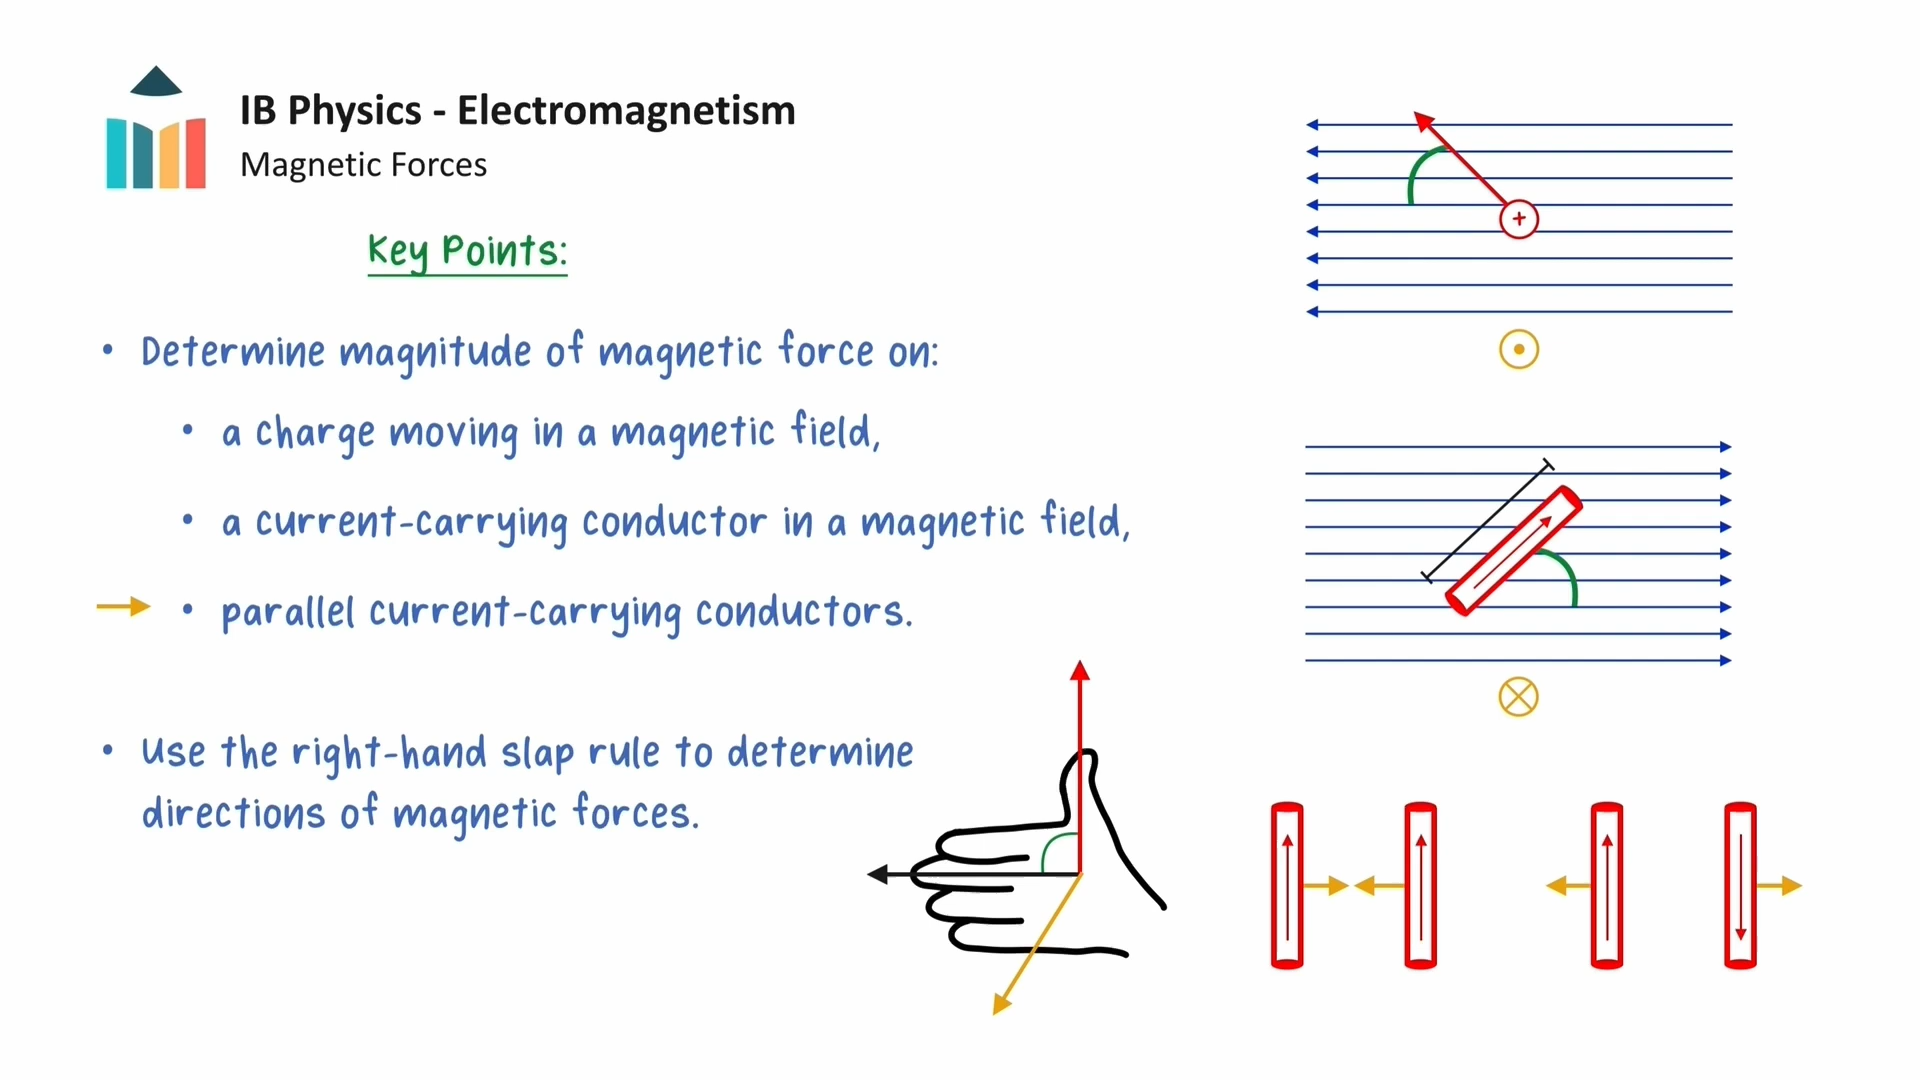 IB Physics - Electromagnetism
Magnetic Forces
Key Points:
• Determine magnitude of magnetic force on:
• a charge moving in a magnetic field,
• a current-carrying conductor in a magnetic field,
• parallel current-carrying conductors.
• Use the right-hand slap rule to determine
directions of magnetic forces.
+